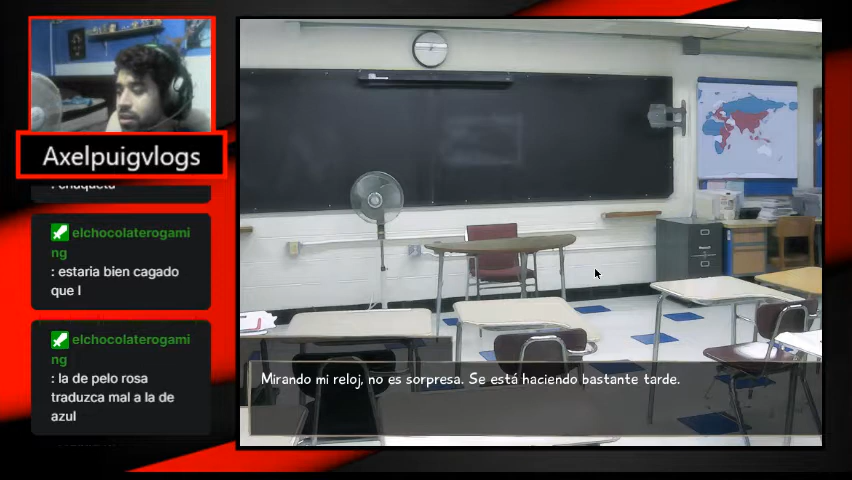 Axelpuigvlogs
elchocolaterogami
ng
: estaria bien cagado
que l
elchocolaterogami
ng
: la de pelo rosa
traduzca mal a la de
azul
Mirando mi reloj, no es sorpresa. Se está haciendo bastante tarde.